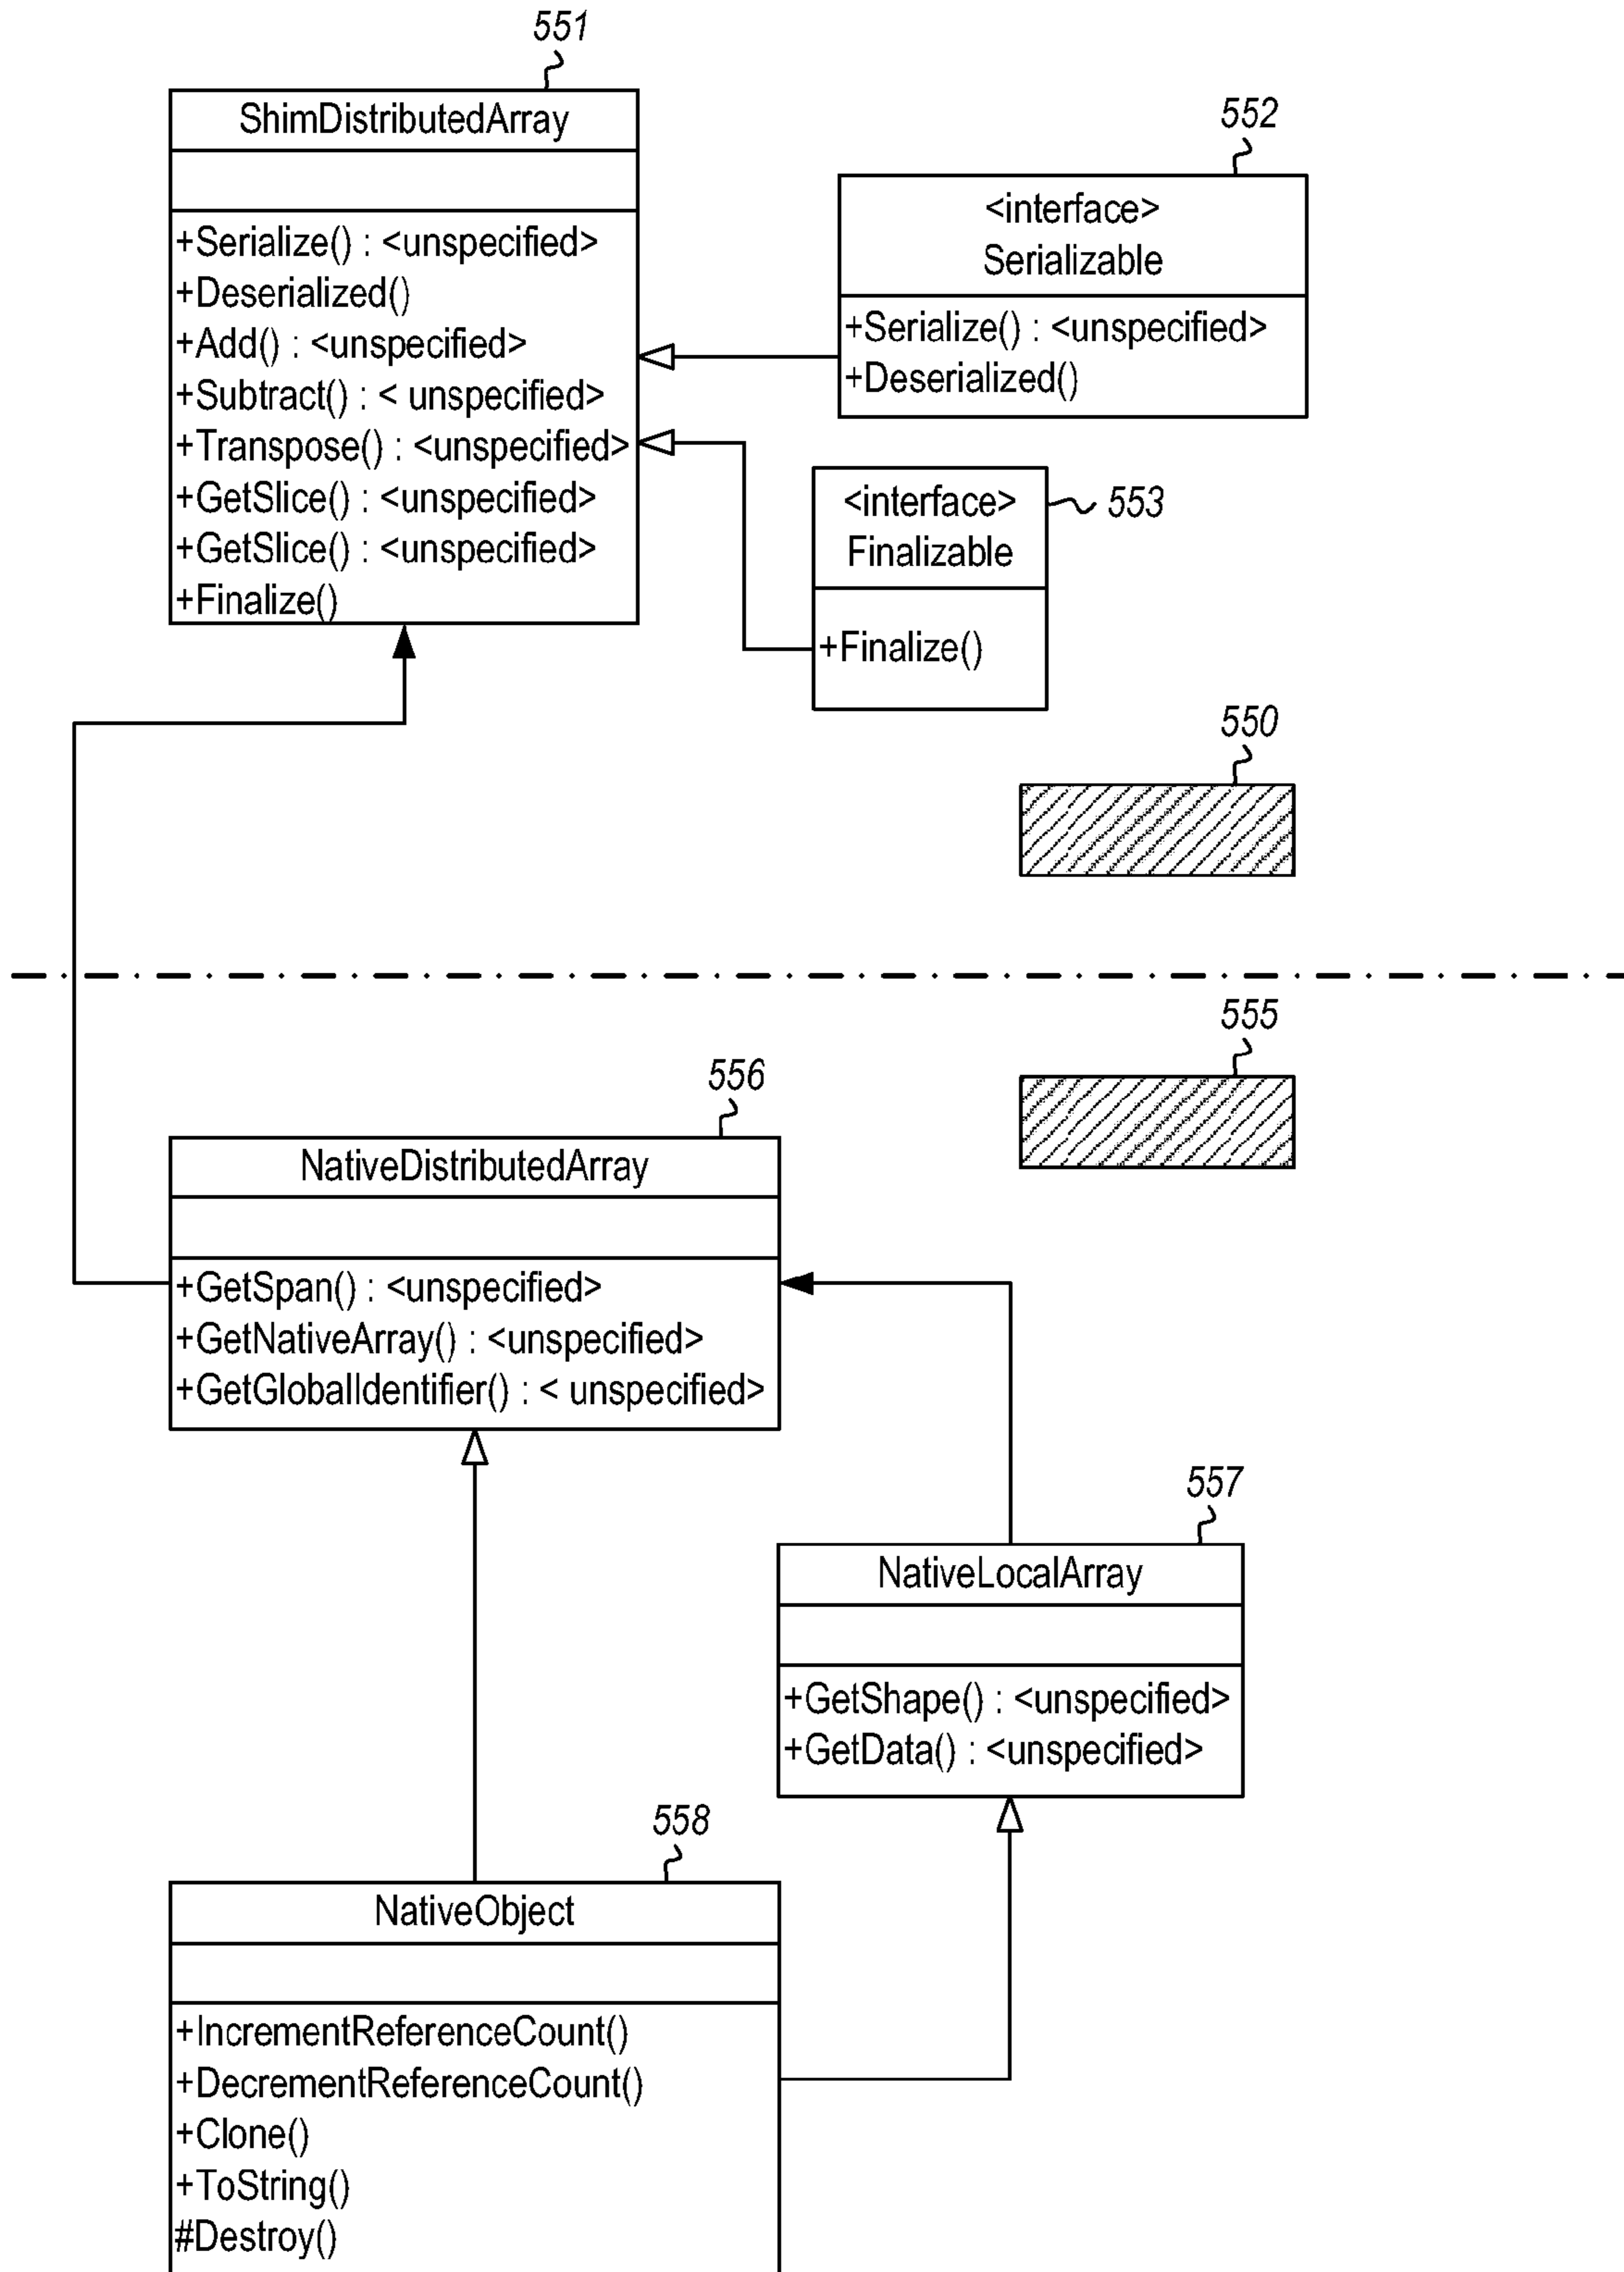 551
ShimDistributedArray
+Serialize() : <unspecified>
+Deserialized()
+Add() : <unspecified>
+Subtract() : < unspecified>
+Transpose() : <unspecified>
+GetSlice() : <unspecified>
+GetSlice() : <unspecified>
+Finalize()
552
<interface>
Serializable
+Serialize() : <unspecified>
+Deserialized()
<interface>
Finalizable
+Finalize()
553
550
555
556
NativeDistributedArray
+GetSpan() : <unspecified>
+GetNativeArray() : <unspecified>
+GetGlobalIdentifier() : < unspecified>
557
NativeLocalArray
+GetShape() : <unspecified>
+GetData() : <unspecified>
558
NativeObject
+IncrementReferenceCount()
+DecrementReferenceCount()
+Clone()
+ToString()
#Destroy()